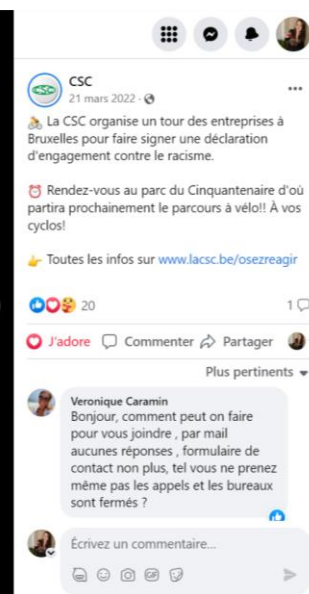 CSC
CSC
21 mars 2022 ·
La CSC organise un tour des entreprises à
Bruxelles pour faire signer une déclaration
d'engagement contre le racisme.
Rendez-vous au parc du Cinquantenaire d'où
partira prochainement le parcours à vélo!! À vos
cyclos!
Toutes les infos sur www.lacsc.be/osezreagir
20
1
J'adore Commenter Partager
Plus pertinents
Veronique Caramin
Bonjour, comment peut on faire
pour vous joindre , par mail
aucunes réponses , formulaire de
contact non plus, tel vous ne prenez
même pas les appels et les bureaux
sont fermés ?
Écrivez un commentaire...
GIF